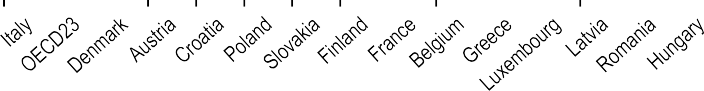 Italy
OECD23
Denmark
Austria
Croatia
Poland
Slovakia
Finland
France
Belgium
Greece
Luxembourg
Latvia
Romania
Hungary